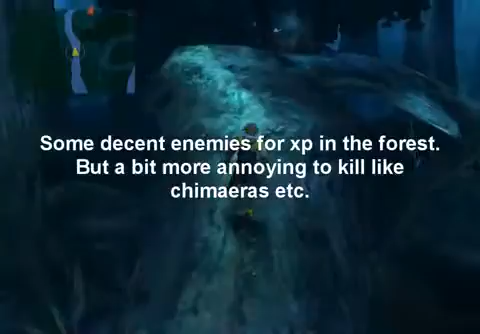 Some decent enemies for xp in the forest.
But a bit more annoying to kill like
chimaeras etc.